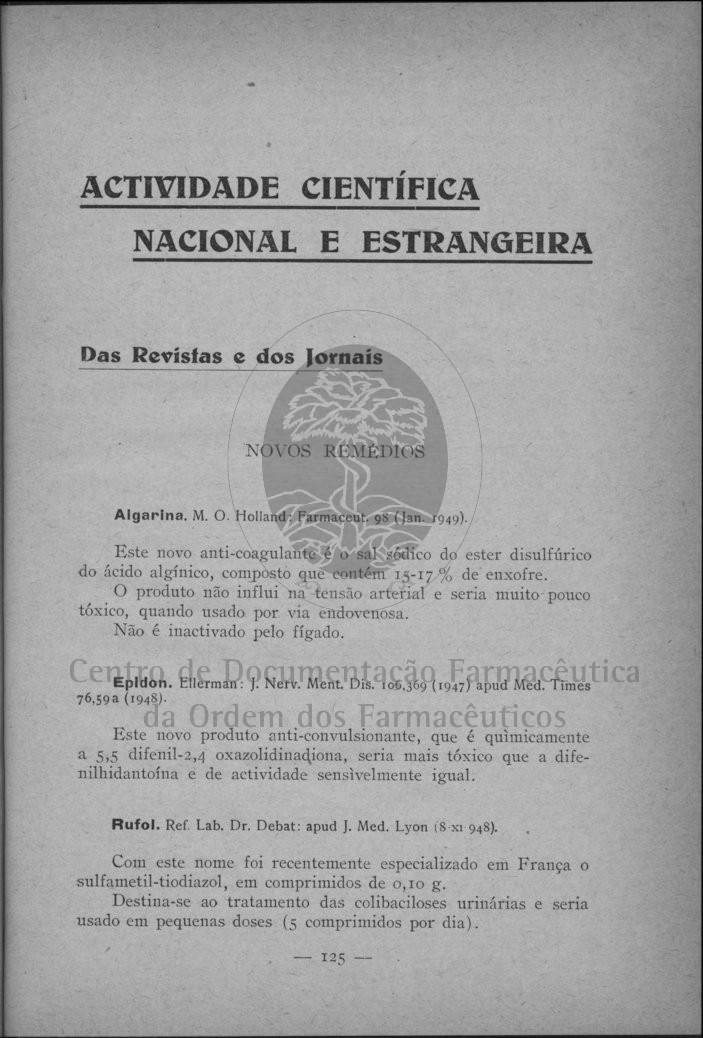 ACTIVIDADE CIENTÍFICA
NACIONAL E ESTRANGEIRA
Das Revistas e dos Jornais
NOVOS REMÉDIOS
Algarina. M. O. Holland: Farmaceut. 98 (Jan. 1949).
Este novo anti-coagulante é o sal sódico do ester disulfúrico
do ácido algínico, composto que contém 15-17 % de enxofre.
O produto não influi na tensão arterial e seria muito pouco
tóxico, quando usado por via endovenosa.
Não é inactivado pelo fígado.
Centro de Documentação Farmacêutica
da Ordem dos Farmacêuticos
Epidon. Ellerman: J. Nerv. Ment. Dis. 106,369 (1947) apud Med. Times
76,59a (1948).
Este novo produto anti-convulsionante, que é quìmicamente
a 5,5 difenil-2,4 oxazolidinadiona, seria mais tóxico que a dife-
nilhidantoína e de actividade sensìvelmente igual.
Rufol. Ref. Lab. Dr. Debat: apud J. Med. Lyon (8-xi-948).
Com este nome foi recentemente especializado em França o
sulfametil-tiodiazol, em comprimidos de 0,10 g.
Destina-se ao tratamento das colibaciloses urinárias e seria
usado em pequenas doses (5 comprimidos por dia).
— 125 —